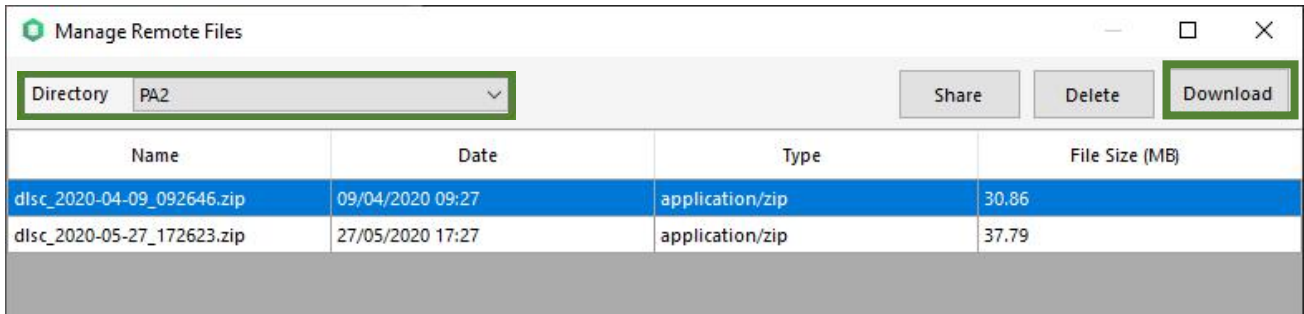 Manage Remote Files
Directory PA2 Share Delete Download
Name Date Type File Size (MB)
dlsc_2020-04-09_092646.zip 09/04/2020 09:27 application/zip 30.86
dlsc_2020-05-27_172623.zip 27/05/2020 17:27 application/zip 37.79